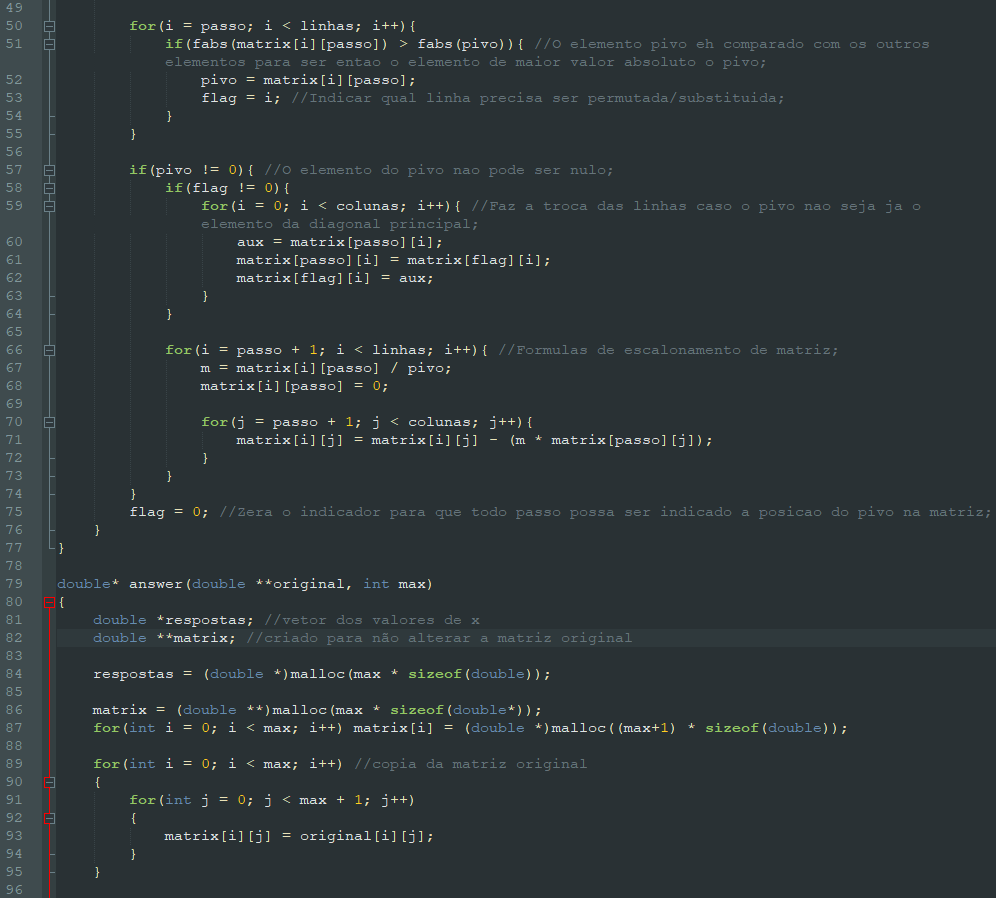 49
50 for(i = passo; i < linhas; i++){
51 if(fabs(matrix[i][passo]) > fabs(pivo)){ //O elemento pivo eh comparado com os outros
elementos para ser entao o elemento de maior valor absoluto o pivo;
52 pivo = matrix[i][passo];
53 flag = i; //Indicar qual linha precisa ser permutada/substituida;
54 }
55 }
56
57 if(pivo != 0){ //O elemento do pivo nao pode ser nulo;
58 if(flag != 0){
59 for(i = 0; i < colunas; i++){ //Faz a troca das linhas caso o pivo nao seja ja o
elemento da diagonal principal;
60 aux = matrix[passo][i];
61 matrix[passo][i] = matrix[flag][i];
62 matrix[flag][i] = aux;
63 }
64 }
65
66 for(i = passo + 1; i < linhas; i++){ //Formulas de escalonamento de matriz;
67 m = matrix[i][passo] / pivo;
68 matrix[i][passo] = 0;
69
70 for(j = passo + 1; j < colunas; j++){
71 matrix[i][j] = matrix[i][j] - (m * matrix[passo][j]);
72 }
73 }
74 }
75 flag = 0; //Zera o indicador para que todo passo possa ser indicado a posicao do pivo na matriz;
76 }
77 }
78
79 double* answer(double **original, int max)
80 {
81 double *respostas; //vetor dos valores de x
82 double **matrix; //criado para não alterar a matriz original
83
84 respostas = (double *)malloc(max * sizeof(double));
85
86 matrix = (double **)malloc(max * sizeof(double*));
87 for(int i = 0; i < max; i++) matrix[i] = (double *)malloc((max+1) * sizeof(double));
88
89 for(int i = 0; i < max; i++) //copia da matriz original
90 {
91 for(int j = 0; j < max + 1; j++)
92 {
93 matrix[i][j] = original[i][j];
94 }
95 }
96